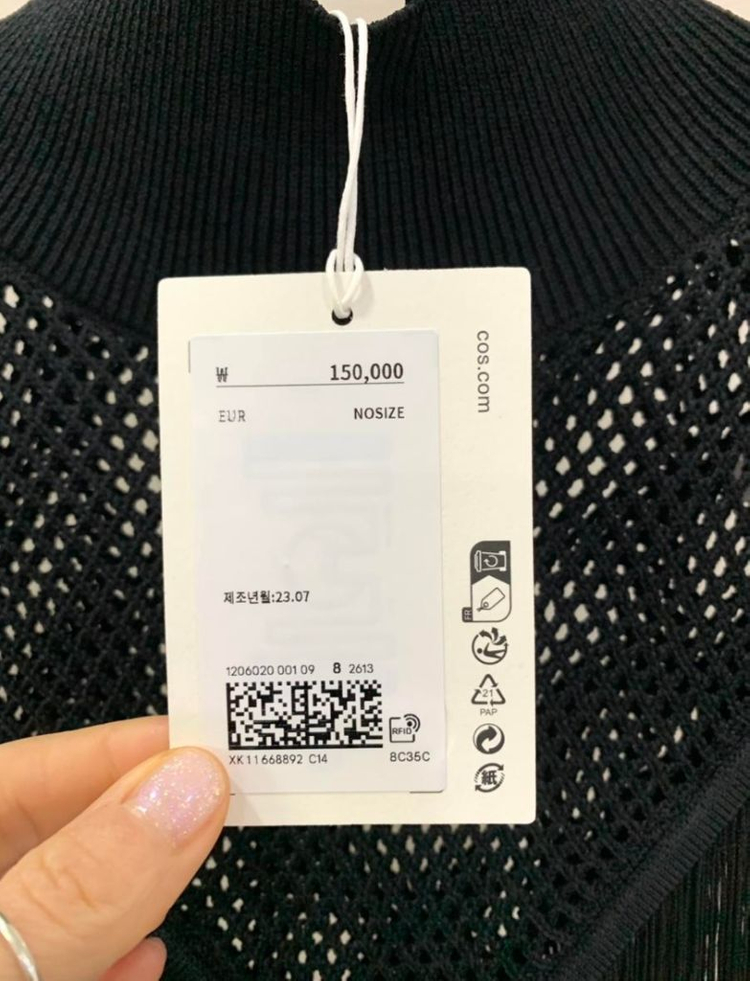 ₩ 150,000
EUR NOSIZE
제조년월:23.07
1206020 001 09 8 2613
RFID
XK11668892 C14 8C35C
cos.com
FR
21
PAP
紙